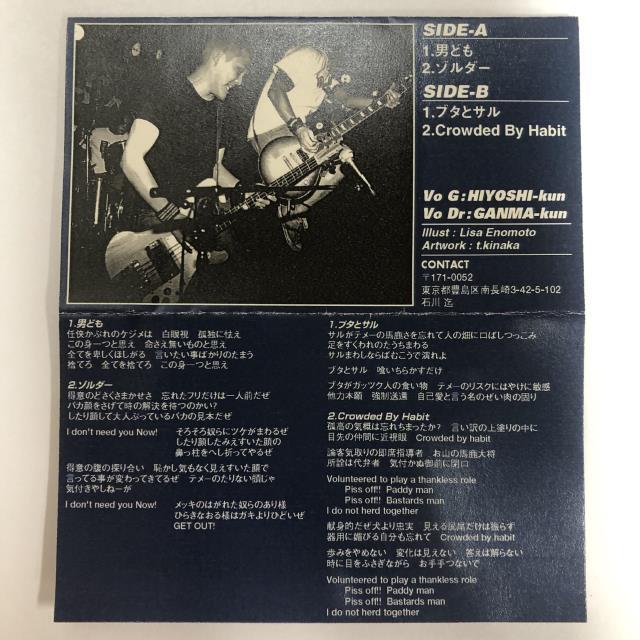 SIDE-A
1.男ども
2.ゾルダー
SIDE-B
1.ブタとサル
2.Crowded By Habit
Vo G:HIYOSHI-kun
Vo Dr:GANMA-kun
Illust : Lisa Enomoto
Artwork : t.kinaka
CONTACT
〒171-0052
東京都豊島区南長崎3-42-5-102
石川 迄
1.男ども
任侠かぶれのケジメは 白眼視 孤独に怯え
この身一つと思え 命さえ無いものと思え
全てを卑しくほしがる 言いたい事ばかりのたまう
捨てろ 全てを捨てろ この身一つと思え
2.ゾルダー
得意のどさくさまかせさ 忘れたフリだけは一人前だぜ
バカ顔をさげて時の解決を待つのかい?
したり顔して大人ぶっているバカの見本だぜ
I don't need you Now! そろそろ奴らにツケがまわるぜ
したり顔したみえすいた顔の
鼻っ柱をへし折ってやるぜ
得意の腹の探り合い 恥かし気もなく見えすいた顔で
言ってる事が変わってきてるぜ テメーのたりない頭じゃ
気付きやしねーが
I don't need you Now! メッキのはがれた奴らのあり様
ひらきなおる様はガキよりひどいぜ
GET OUT!
1.ブタとサル
サルがテメーの馬鹿さを忘れて人の畑に口ばしつっこみ
足をすくわれのたうちまわる
サルまわしならばむこうで演れよ
ブタとサル 喰いちらかすだけ
ブタがガッツク人の食い物 テメーのリスクにはやけに敏感
他力本願 強制送還 自己愛と言う名のぜい肉の固り
2.Crowded By Habit
孤高の気概は忘れちまったか? 言い訳の上塗りの中に
目先の仲間に近視眼 Crowded by habit
論客気取りの即席指導者 お山の馬鹿大将
所詮は代弁者 気付かぬ御前に閉口
Volunteered to play a thankless role
Piss off!! Paddy man
Piss off!! Bastards man
I do not herd together
献身的だぜ犬より忠実 見える尻尾だけは振らず
器用に媚びる自分も忘れて Crowded by habit
歩みをやめない 変化は見えない 答えは解らない
時に目をふさぎながら お手手つないで
Volunteered to play a thankless role
Piss off!! Paddy man
Piss off!! Bastards man
I do not herd together